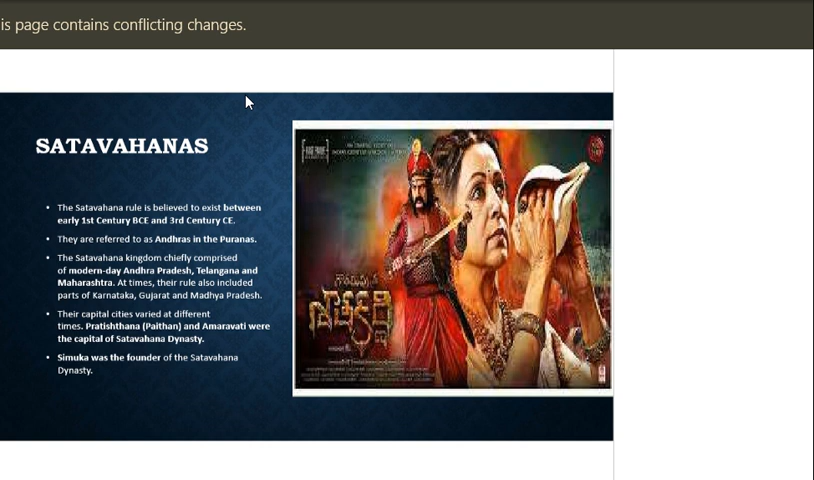 is page contains conflicting changes.
SATAVAHANAS
• The Satavahana rule is believed to exist between
early 1st Century BCE and 3rd Century CE.
• They are referred to as Andhras in the Puranas.
• The Satavahana kingdom chiefly comprised
of modern-day Andhra Pradesh, Telangana and
Maharashtra. At times, their rule also included
parts of Karnataka, Gujarat and Madhya Pradesh.
• Their capital cities varied at different
times. Pratishthana (Paithan) and Amaravati were
the capital of Satavahana Dynasty.
• Simuka was the founder of the Satavahana
Dynasty.